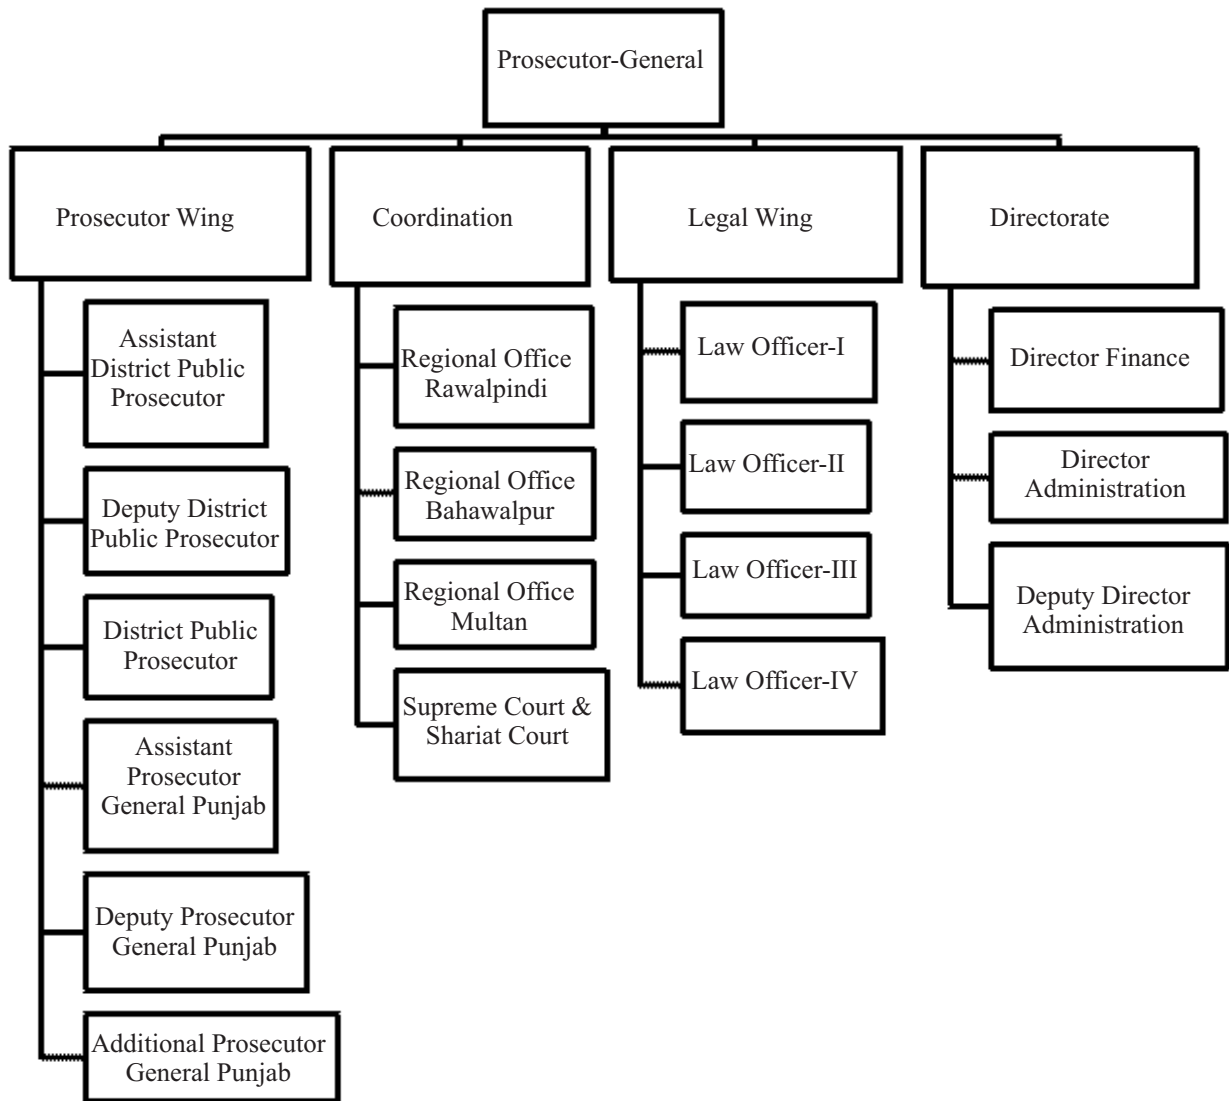 Prosecutor-General
Prosecutor Wing
Coordination
Legal Wing
Directorate
Assistant
District Public
Prosecutor
Deputy District
Public Prosecutor
District Public
Prosecutor
Assistant
Prosecutor
General Punjab
Deputy Prosecutor
General Punjab
Additional Prosecutor
General Punjab
Regional Office
Rawalpindi
Regional Office
Bahawalpur
Regional Office
Multan
Supreme Court &
Shariat Court
Law Officer-I
Law Officer-II
Law Officer-III
Law Officer-IV
Director Finance
Director
Administration
Deputy Director
Administration